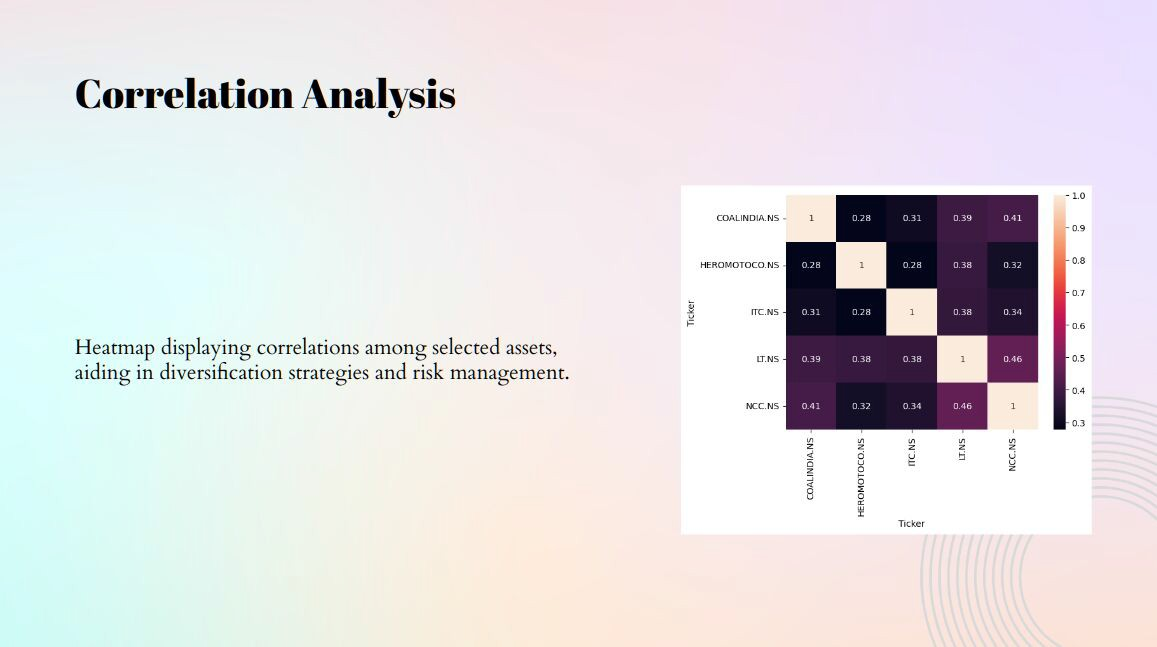 Correlation Analysis
Heatmap displaying correlations among selected assets,
aiding in diversification strategies and risk management.
Ticker
COALINDIA.NS 1 0.28 0.31 0.39 0.41
HEROMOTOCO.NS 0.28 1 0.28 0.38 0.32
ITC.NS 0.31 0.28 1 0.38 0.34
LT.NS 0.39 0.38 0.38 1 0.46
NCC.NS 0.41 0.32 0.34 0.46 1
COALINDIA.NS HEROMOTOCO.NS ITC.NS LT.NS NCC.NS
Ticker
1.0
0.9
0.8
0.7
0.6
0.5
0.4
0.3